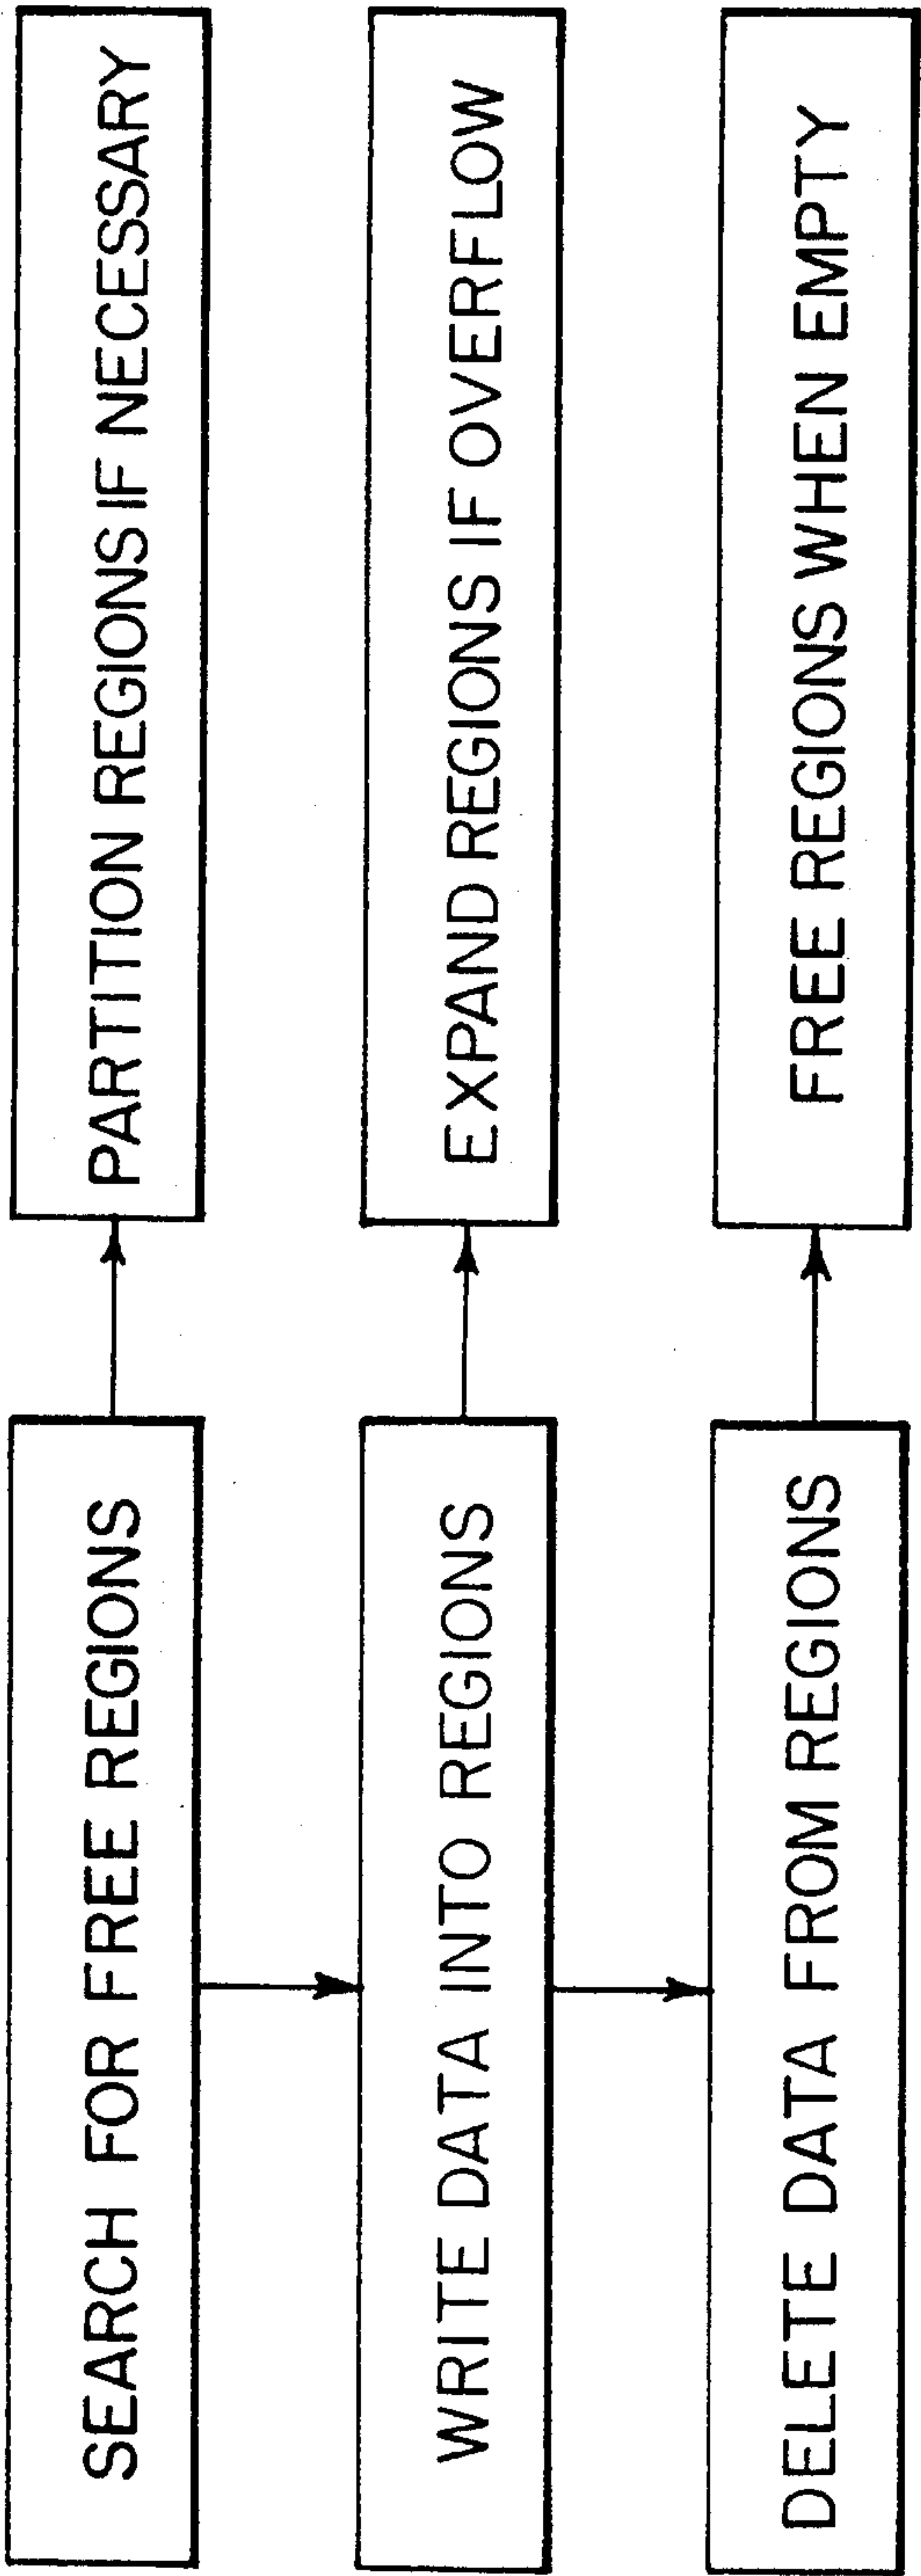 SEARCH FOR FREE REGIONS
PARTITION REGIONS IF NECESSARY
WRITE DATA INTO REGIONS
EXPAND REGIONS IF OVERFLOW
DELETE DATA FROM REGIONS
FREE REGIONS WHEN EMPTY